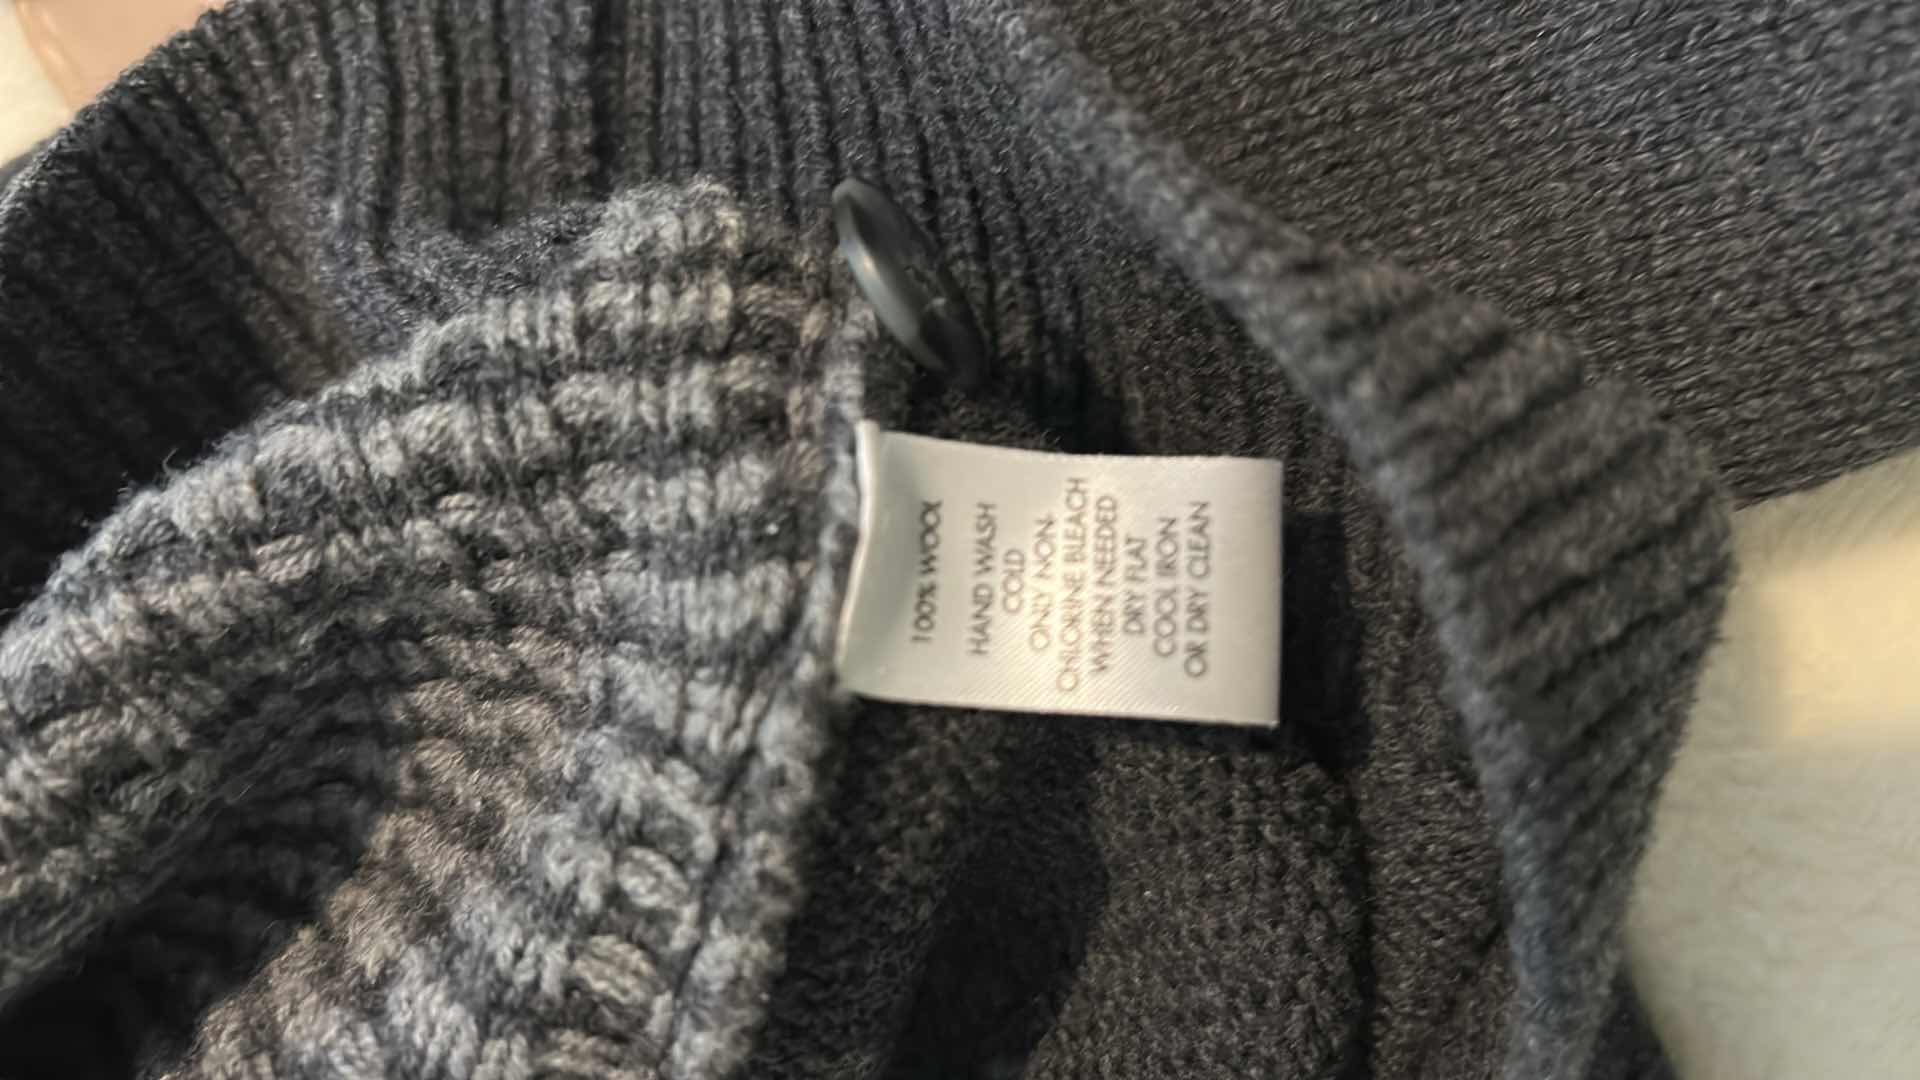 100% WOOL
HAND WASH
COLD
ONLY NON-
CHLORINE BLEACH
WHEN NEEDED
DRY FLAT
COOL IRON
OR DRY CLEAN